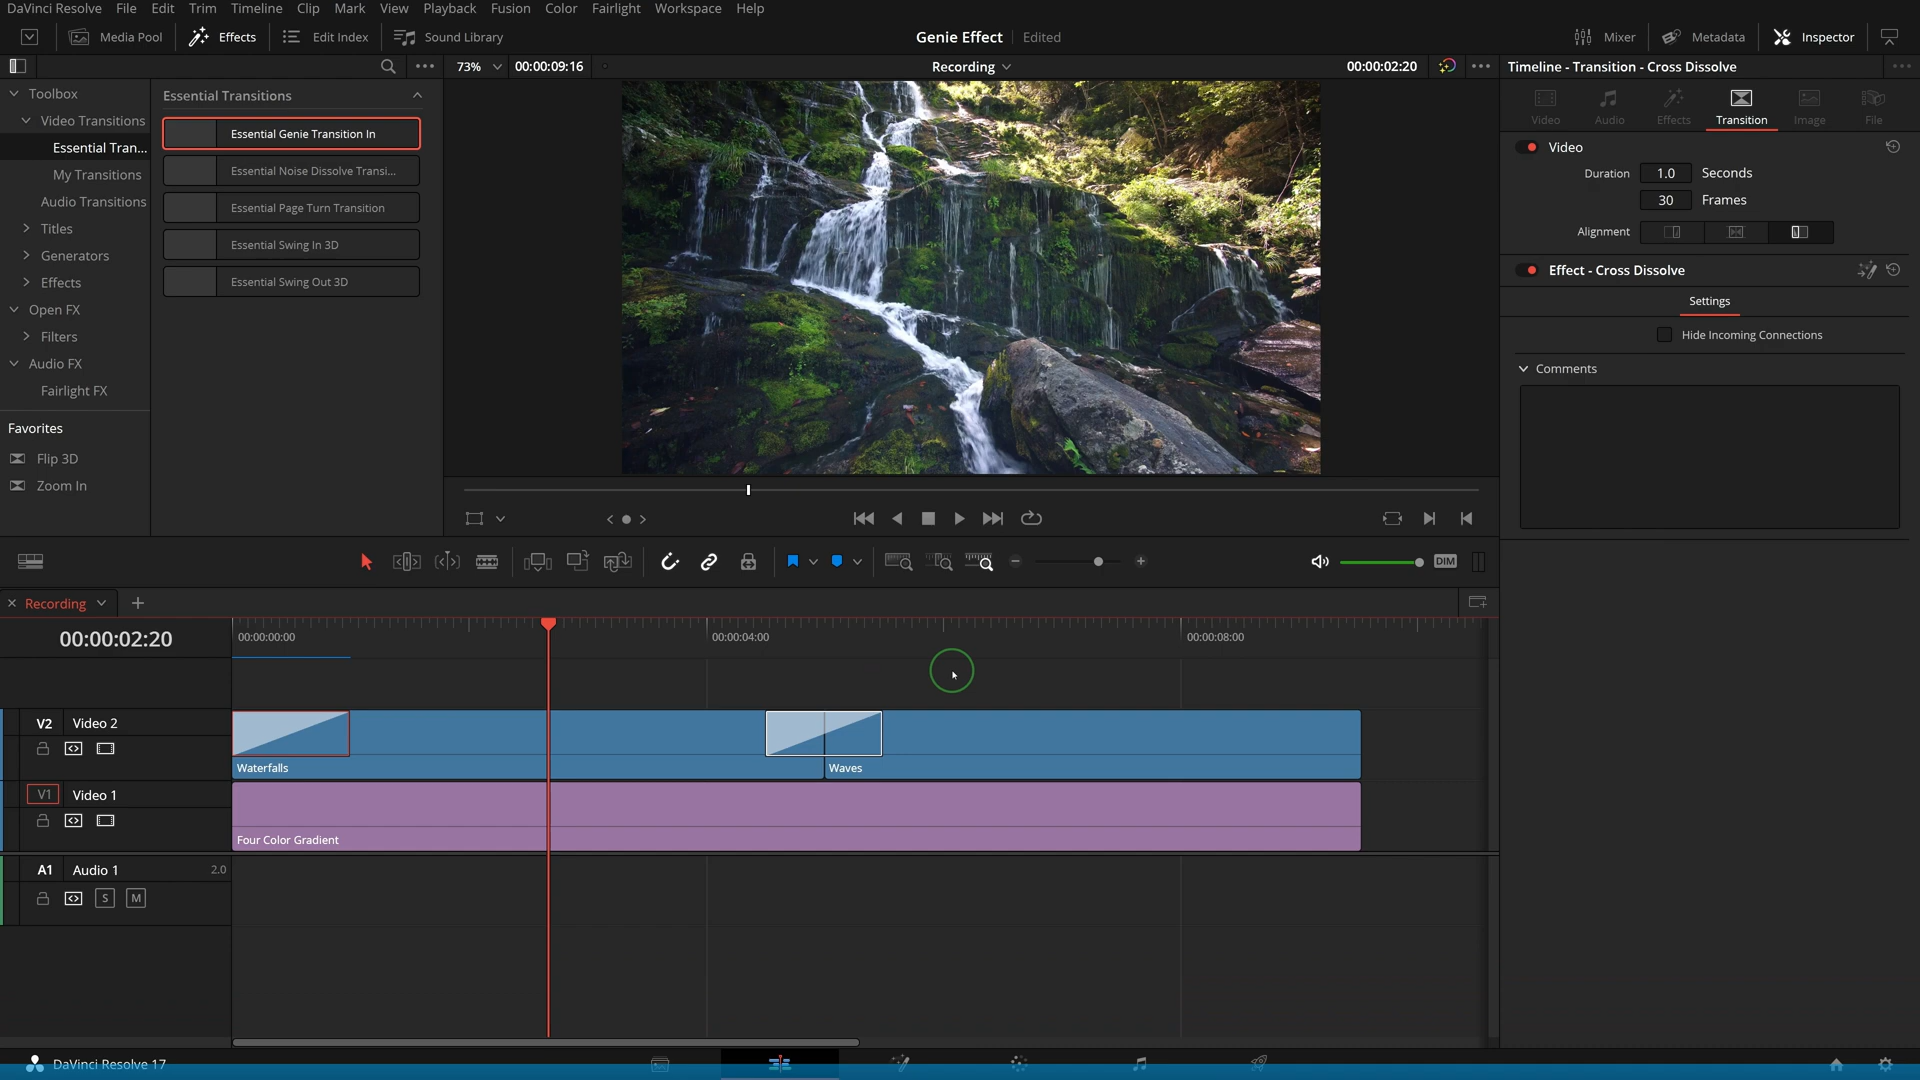 DaVinci Resolve File Edit Trim Timeline Clip Mark View Playback Fusion Color Fairlight Workspace Help
Media Pool Effects Edit Index Sound Library Genie Effect Edited Mixer Metadata Inspector
73% 00:00:09:16 Recording 00:00:02:20 Timeline - Transition - Cross Dissolve
Toolbox
Video Transitions
Essential Tran...
My Transitions
Audio Transitions
Titles
Generators
Effects
Open FX
Filters
Audio FX
Fairlight FX
Favorites
Flip 3D
Zoom In
Essential Transitions
Essential Genie Transition In
Essential Noise Dissolve Transi...
Essential Page Turn Transition
Essential Swing In 3D
Essential Swing Out 3D
Video Audio Effects Transition Image File
Video
Duration 1.0 Seconds
30 Frames
Alignment
Effect - Cross Dissolve
Settings
Hide Incoming Connections
Comments
DIM
Recording
00:00:02:20
00:00:00:00 00:00:04:00 00:00:08:00
V2 Video 2
Waterfalls Waves
V1 Video 1
Four Color Gradient
A1 Audio 1 2.0
S M
DaVinci Resolve 17